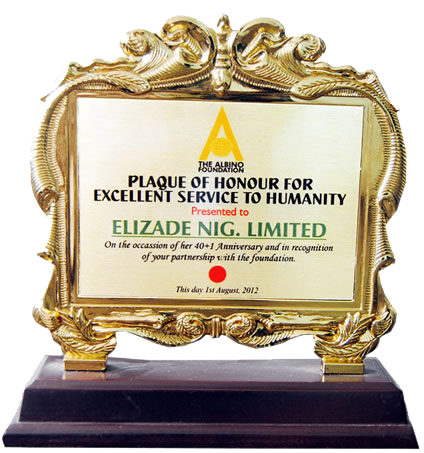 THE ALBINO
FOUNDATION
PLAQUE OF HONOUR FOR
EXCELLENT SERVICE TO HUMANITY
Presented to
ELIZADE NIG. LIMITED
On the occassion of her 40+1 Anniversary and in recognition
of your partnership with the foundation.
This day 1st August, 2012